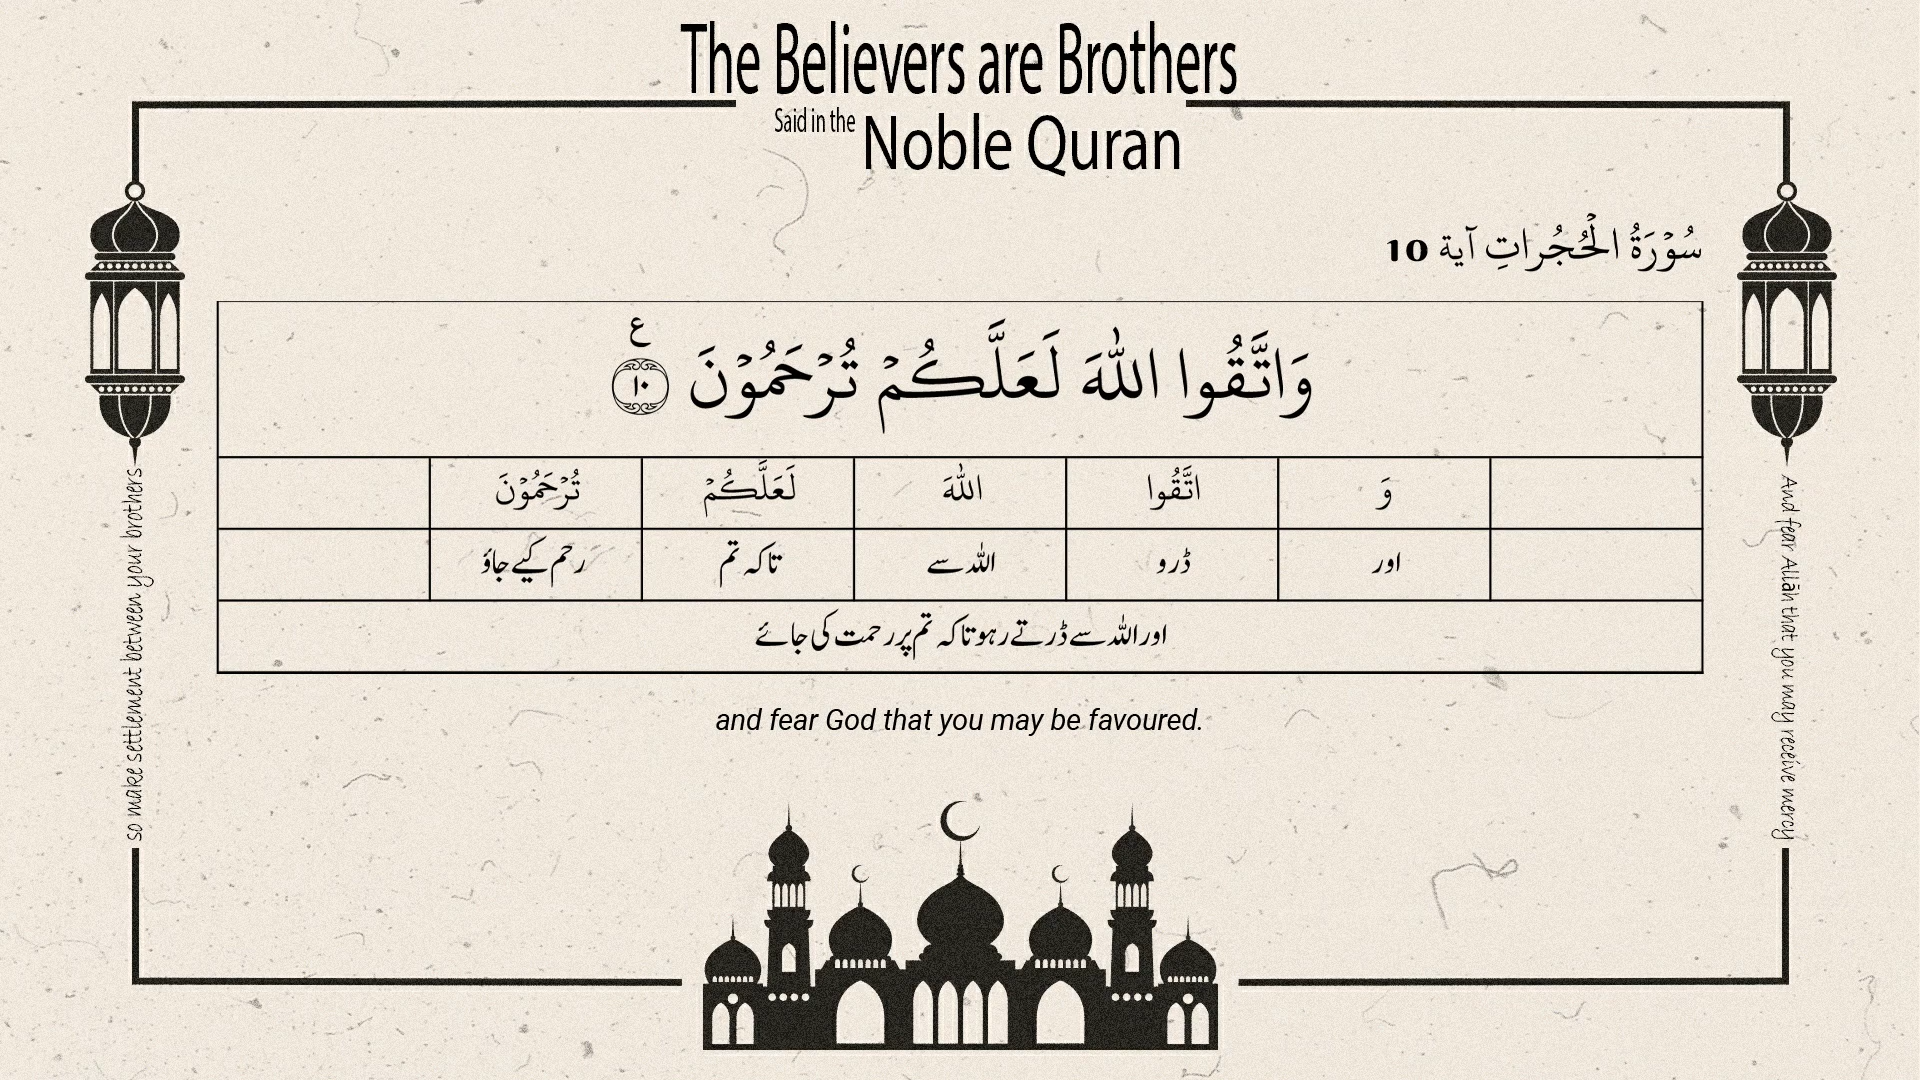 The Believers are Brothers
Said in the Noble Quran
سُوْرَةُ الْحُجُراتِ آية 10
وَاتَّقُوا اللّٰهَ لَعَلَّكُمْ تُرْحَمُوْنَ ۱۰ ع
وَ اتَّقُوا اللّٰهَ لَعَلَّكُمْ تُرْحَمُوْنَ
اور ڈرو اللہ سے تاکہ تم رحم کیے جاؤ
اور اللہ سے ڈرتے رہو تاکہ تم پر رحمت کی جائے
and fear God that you may be favoured.
so make settlement between your brothers
And fear Allāh that you may receive mercy